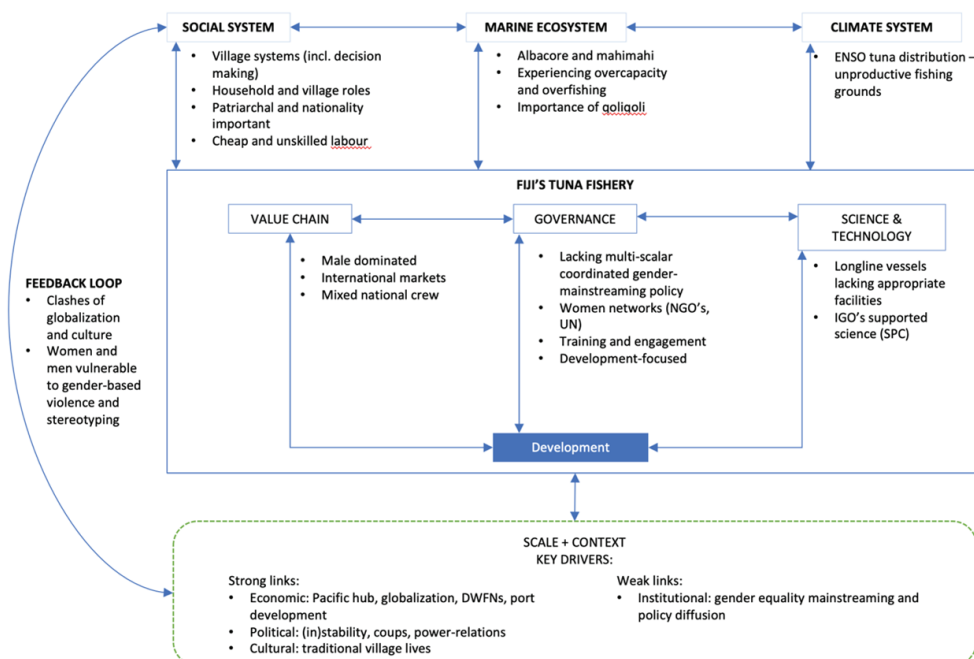 SOCIAL SYSTEM
MARINE ECOSYSTEM
CLIMATE SYSTEM
• Village systems (incl. decision
making)
• Household and village roles
• Patriarchal and nationality
important
• Cheap and unskilled labour
• Albacore and mahimahi
• Experiencing overcapacity
and overfishing
• Importance of qoliqoli
• ENSO tuna distribution –
unproductive fishing
grounds
FIJI'S TUNA FISHERY
VALUE CHAIN
GOVERNANCE
SCIENCE &
TECHNOLOGY
• Male dominated
• International markets
• Mixed national crew
• Lacking multi-scalar
coordinated gender-
mainstreaming policy
• Women networks (NGO's,
UN)
• Training and engagement
• Development-focused
• Longline vessels
lacking appropriate
facilities
• IGO's supported
science (SPC)
FEEDBACK LOOP
• Clashes of
globalization
and culture
• Women and
men vulnerable
to gender-based
violence and
stereotyping
Development
SCALE + CONTEXT
KEY DRIVERS:
Strong links:
• Economic: Pacific hub, globalization, DWFNs, port
development
• Political: (in)stability, coups, power-relations
• Cultural: traditional village lives
Weak links:
• Institutional: gender equality mainstreaming and
policy diffusion